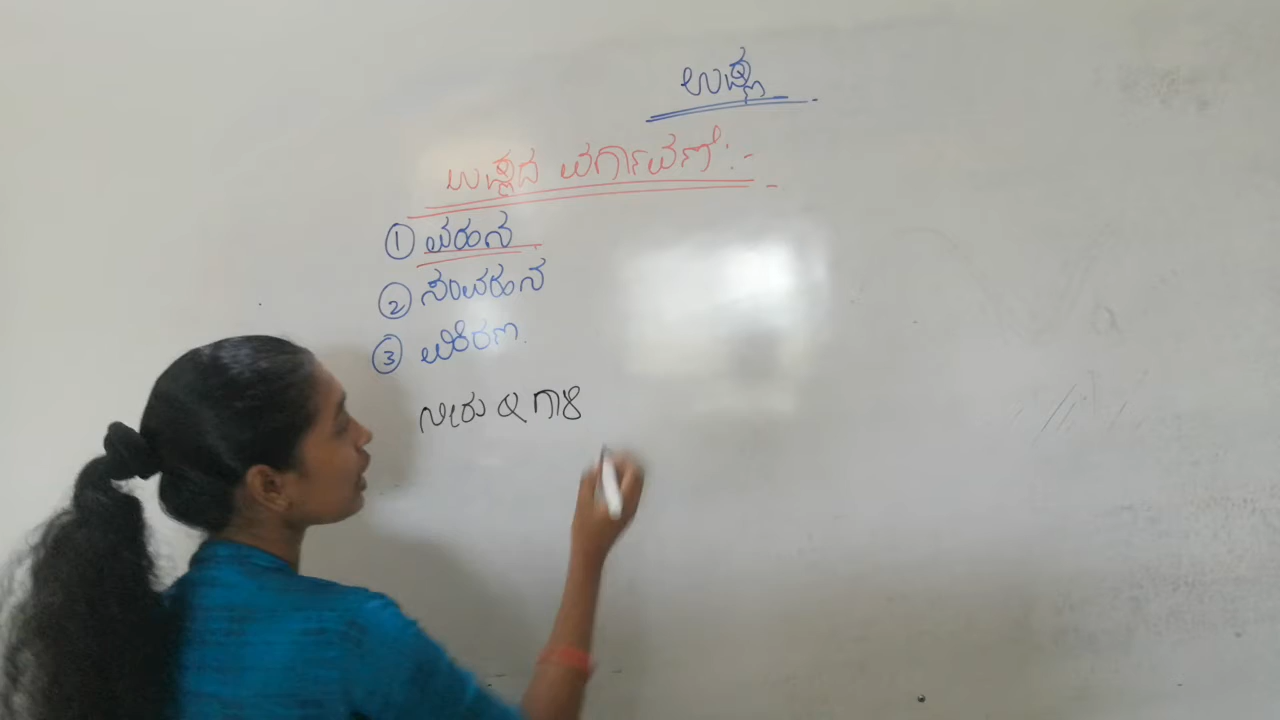 ಉಷ್ಣ
ಉಷ್ಣದ ವರ್ಗಾವಣೆ :-
① ವಹನ
② ಸಂವಹನ
③ ವಿಕಿರಣ
ನೀರು & ಗಾಳಿ